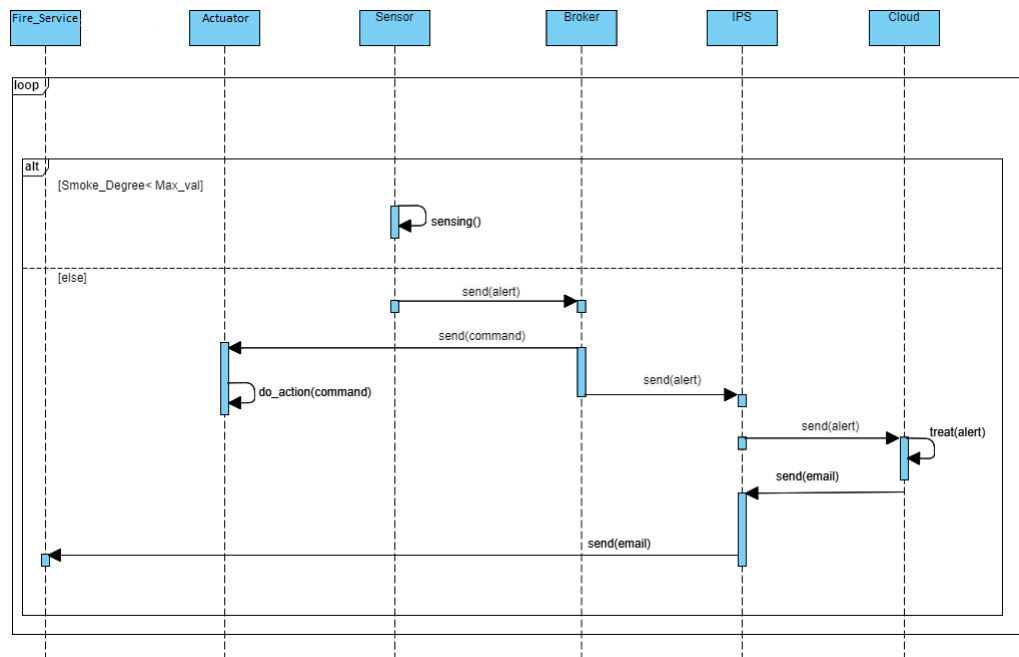 Fire_Service
Actuator
Sensor
Broker
IPS
Cloud
loop
alt
[Smoke_Degree< Max_val]
sensing()
[else]
send(alert)
send(command)
do_action(command)
send(alert)
send(alert)
treat(alert)
send(email)
send(email)